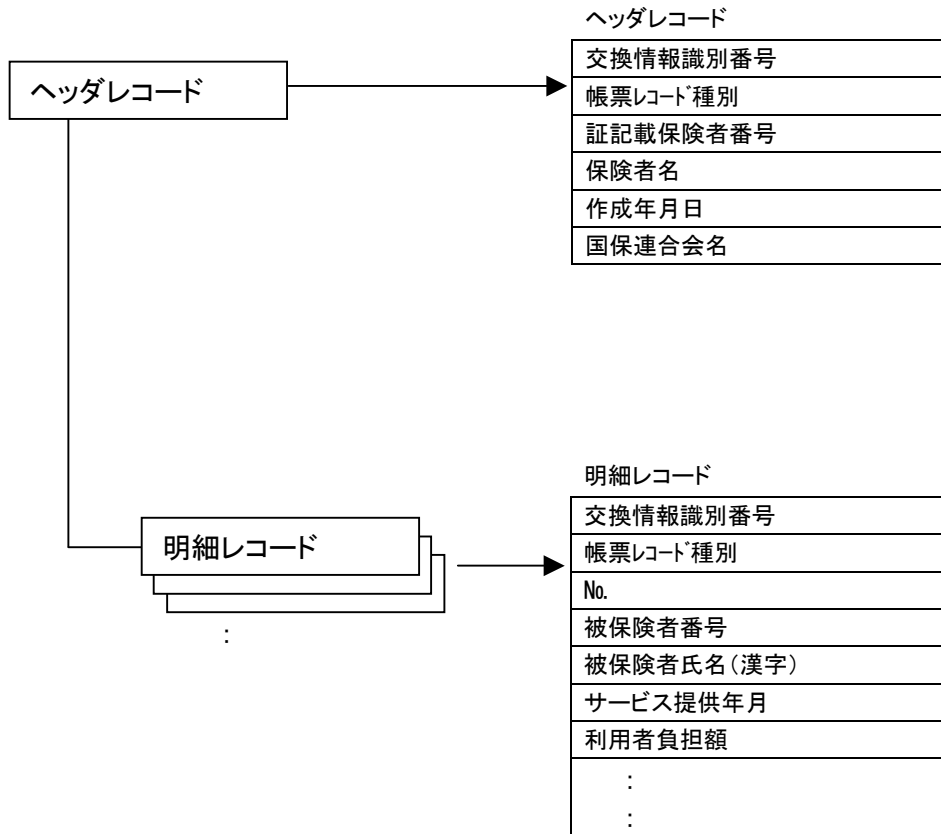 ヘッダレコード
ヘッダレコード
交換情報識別番号
帳票ﾚｺｰﾄﾞ種別
証記載保険者番号
保険者名
作成年月日
国保連合会名
明細レコード
:
明細レコード
交換情報識別番号
帳票ﾚｺｰﾄﾞ種別
№
被保険者番号
被保険者氏名(漢字)
サービス提供年月
利用者負担額
:
: